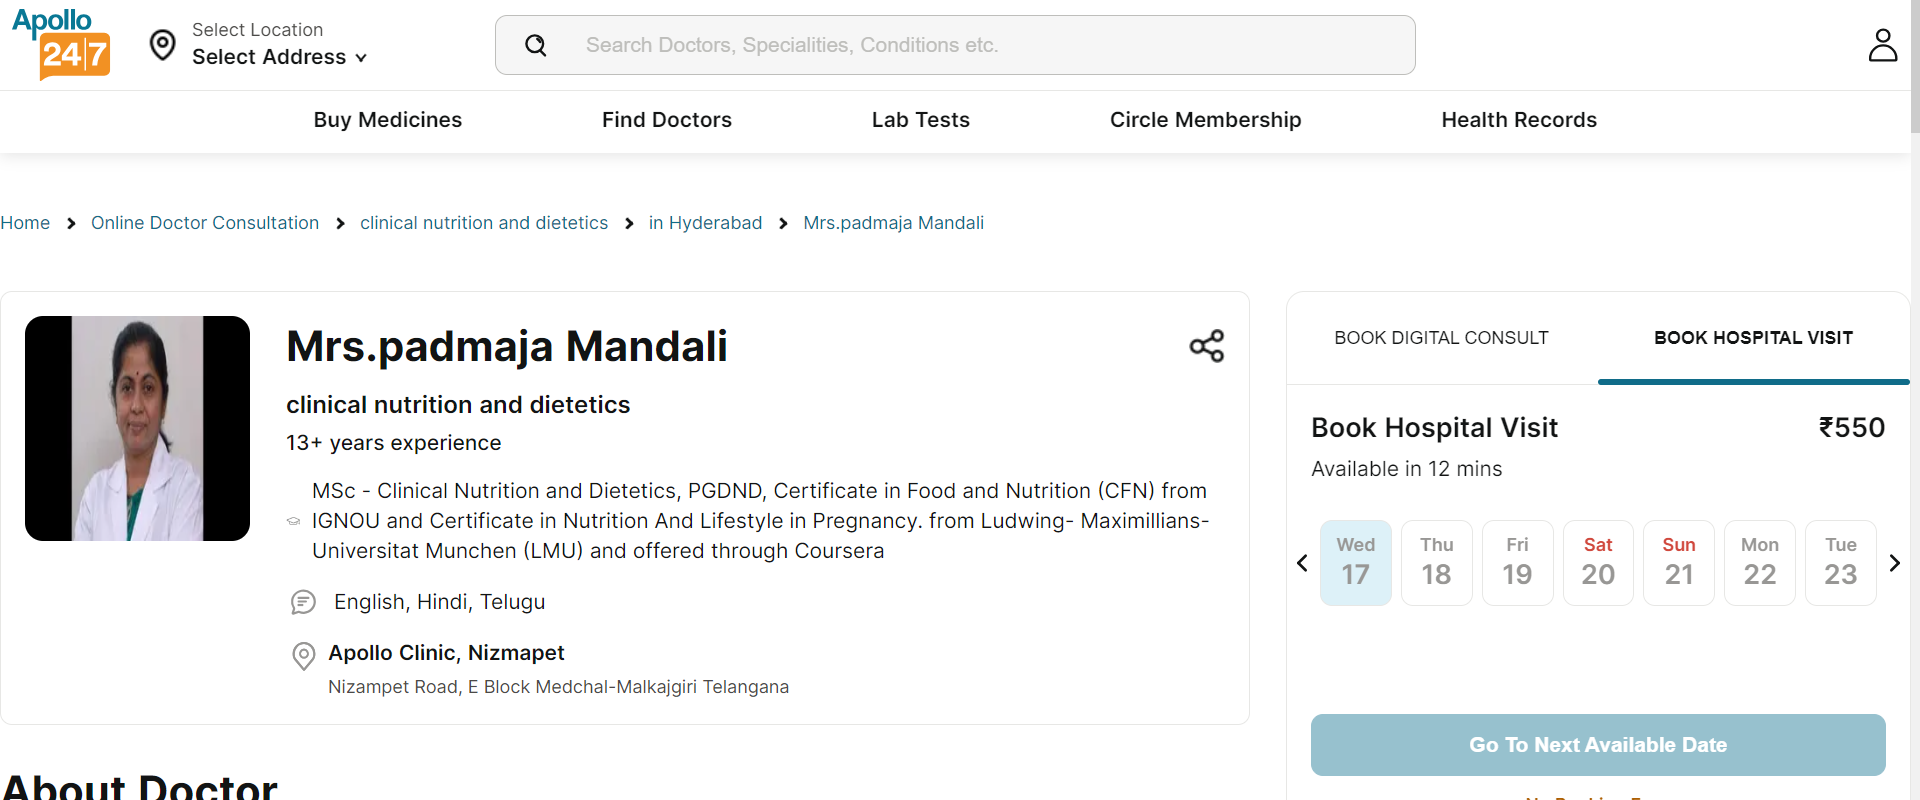 Apollo
24|7
Select Location
Select Address
Search Doctors, Specialities, Conditions etc.
Buy Medicines
Find Doctors
Lab Tests
Circle Membership
Health Records
Home
Online Doctor Consultation
clinical nutrition and dietetics
in Hyderabad
Mrs.padmaja Mandali
Mrs.padmaja Mandali
clinical nutrition and dietetics
13+ years experience
MSc - Clinical Nutrition and Dietetics, PGDND, Certificate in Food and Nutrition (CFN) from
IGNOU and Certificate in Nutrition And Lifestyle in Pregnancy. from Ludwing- Maximillians-
Universitat Munchen (LMU) and offered through Coursera
English, Hindi, Telugu
Apollo Clinic, Nizmapet
Nizampet Road, E Block Medchal-Malkajgiri Telangana
About Doctor
BOOK DIGITAL CONSULT
BOOK HOSPITAL VISIT
Book Hospital Visit
₹550
Available in 12 mins
Wed
17
Thu
18
Fri
19
Sat
20
Sun
21
Mon
22
Tue
23
Go To Next Available Date